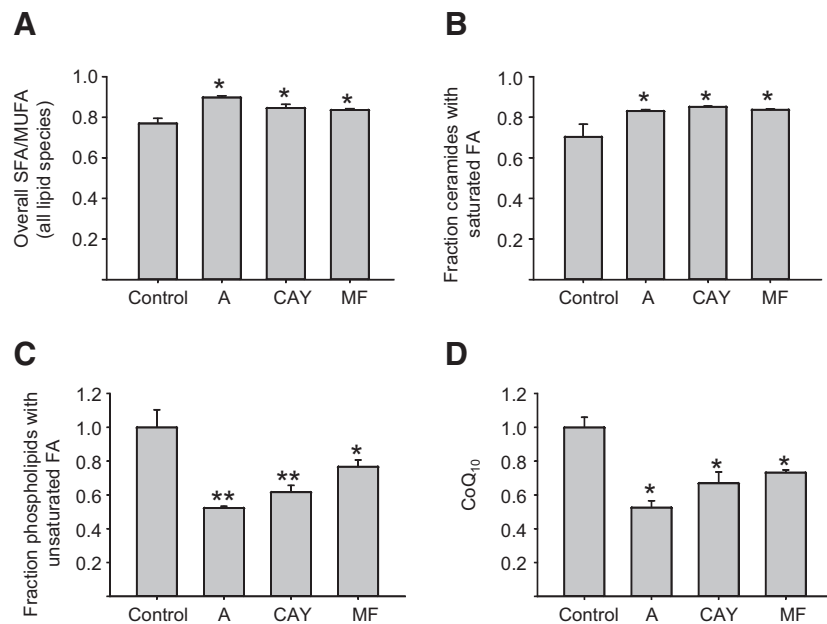 A
Overall SFA/MUFA
(all lipid species)
1.0
0.8
0.6
0.4
0.2
* * *
Control A CAY MF
B
Fraction ceramides with
saturated FA
1.0
0.8
0.6
0.4
0.2
* * *
Control A CAY MF
C
Fraction phospholipids with
unsaturated FA
1.2
1.0
0.8
0.6
0.4
0.2
** ** *
Control A CAY MF
D
CoQ10
1.2
1.0
0.8
0.6
0.4
0.2
* * *
Control A CAY MF